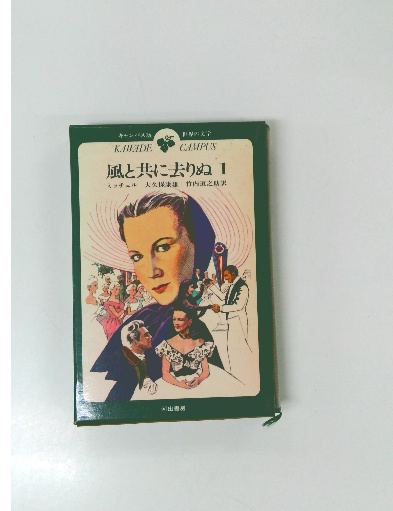 キャンパス版 世界の文学
KAWADE CAMPUS
風と共に去りぬ 1
ミッチェル 大久保康雄 竹内道之助訳
河出書房